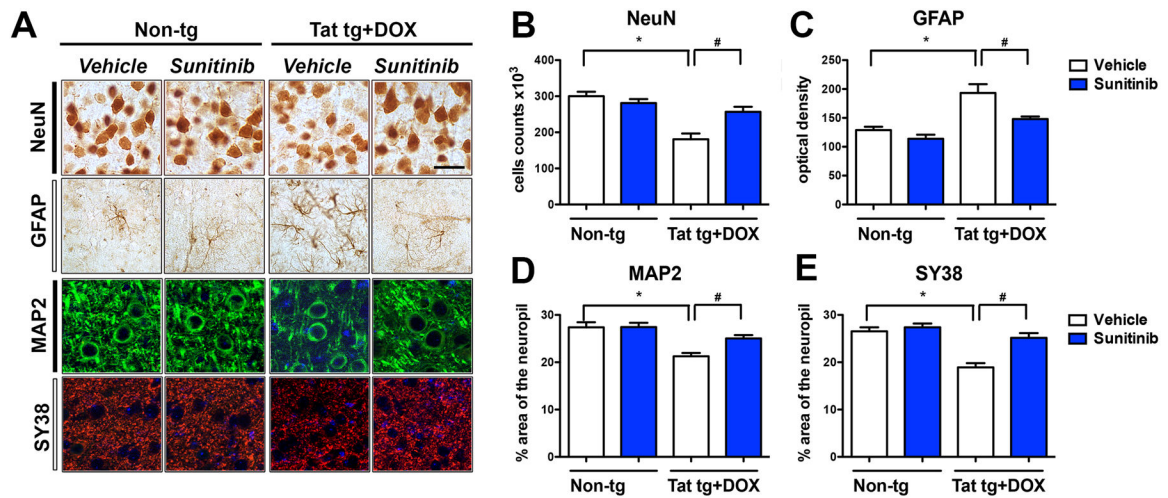 A
Non-tg
Tat tg+DOX
Vehicle
Sunitinib
Vehicle
Sunitinib
NeuN
GFAP
MAP2
SY38
B
NeuN
*
#
cells counts x10³
400
300
200
100
0
Non-tg
Tat tg+DOX
C
GFAP
*
#
optical density
250
200
150
100
50
0
Non-tg
Tat tg+DOX
Vehicle
Sunitinib
D
MAP2
*
#
% area of the neuropil
30
20
10
0
Non-tg
Tat tg+DOX
E
SY38
*
#
% area of the neuropil
30
20
10
0
Non-tg
Tat tg+DOX
Vehicle
Sunitinib